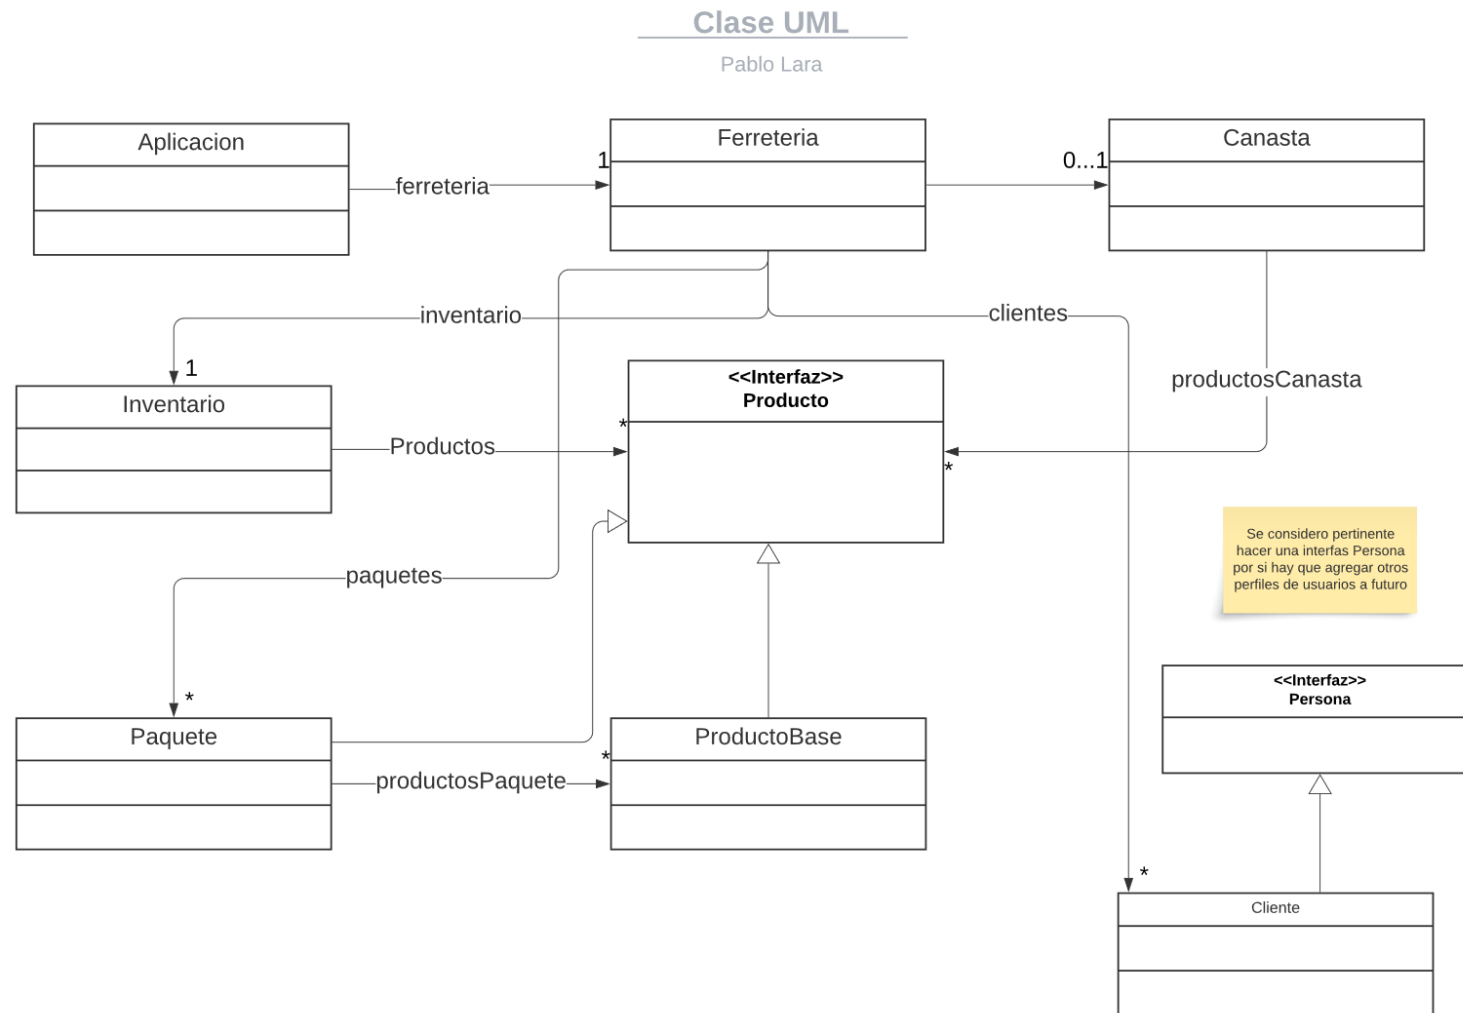 Clase UML
Pablo Lara
Aplicacion
Ferreteria
Canasta
1
0...1
ferreteria
inventario
clientes
1
<<Interfaz>>
Producto
productosCanasta
Inventario
*
Productos
*
Se considero pertinente
hacer una interfas Persona
por si hay que agregar otros
perfiles de usuarios a futuro
paquetes
<<Interfaz>>
Persona
*
Paquete
ProductoBase
*
productosPaquete
*
Cliente